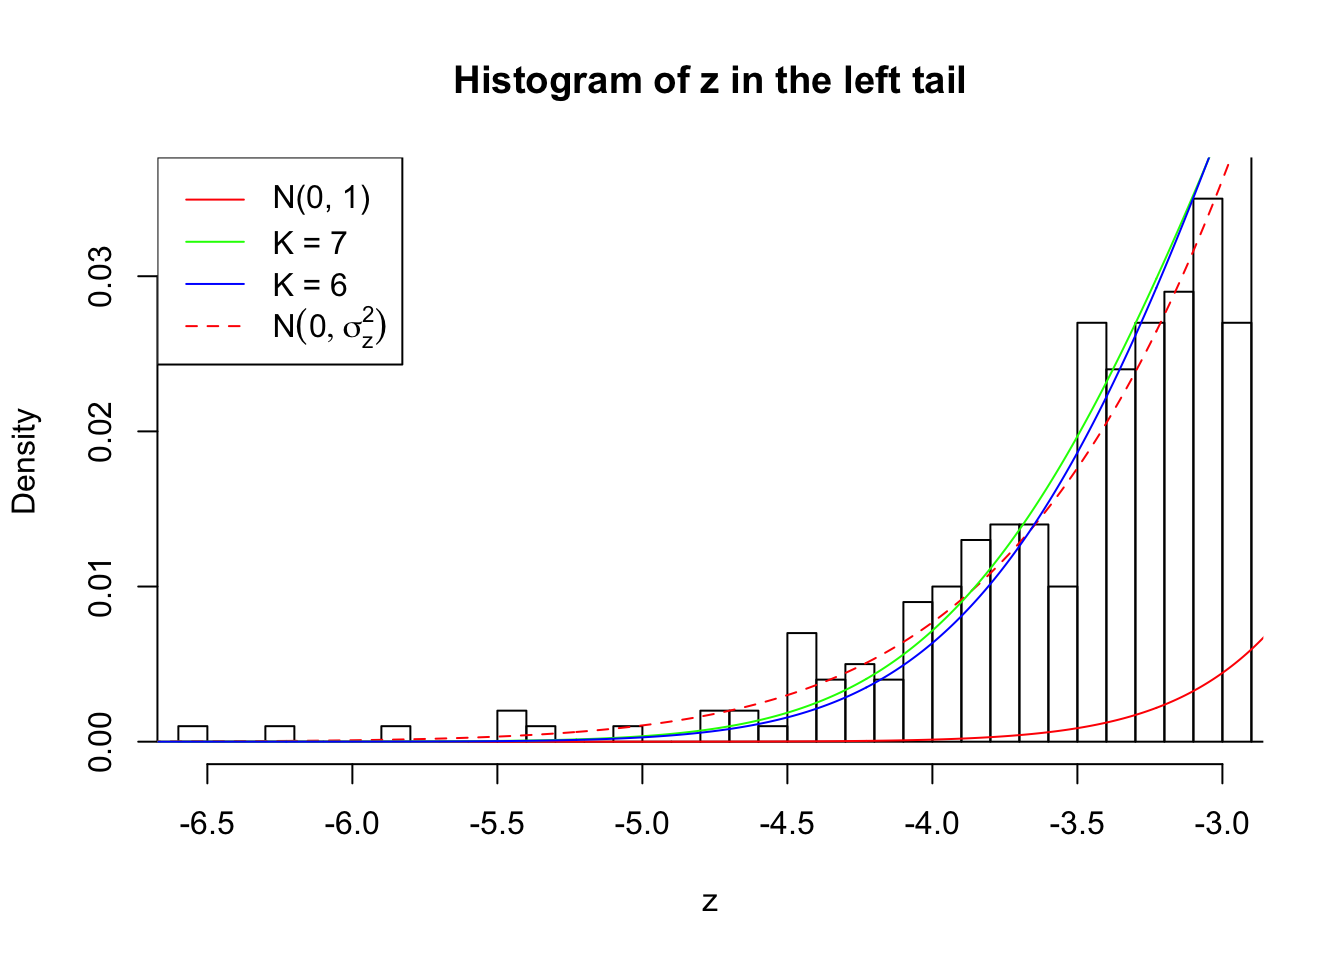 Histogram of z in the left tail
N(0, 1)
K = 7
K = 6
N(0, σ_z^2)
Density
0.00
0.01
0.02
0.03
-6.5 -6.0 -5.5 -5.0 -4.5 -4.0 -3.5 -3.0
z